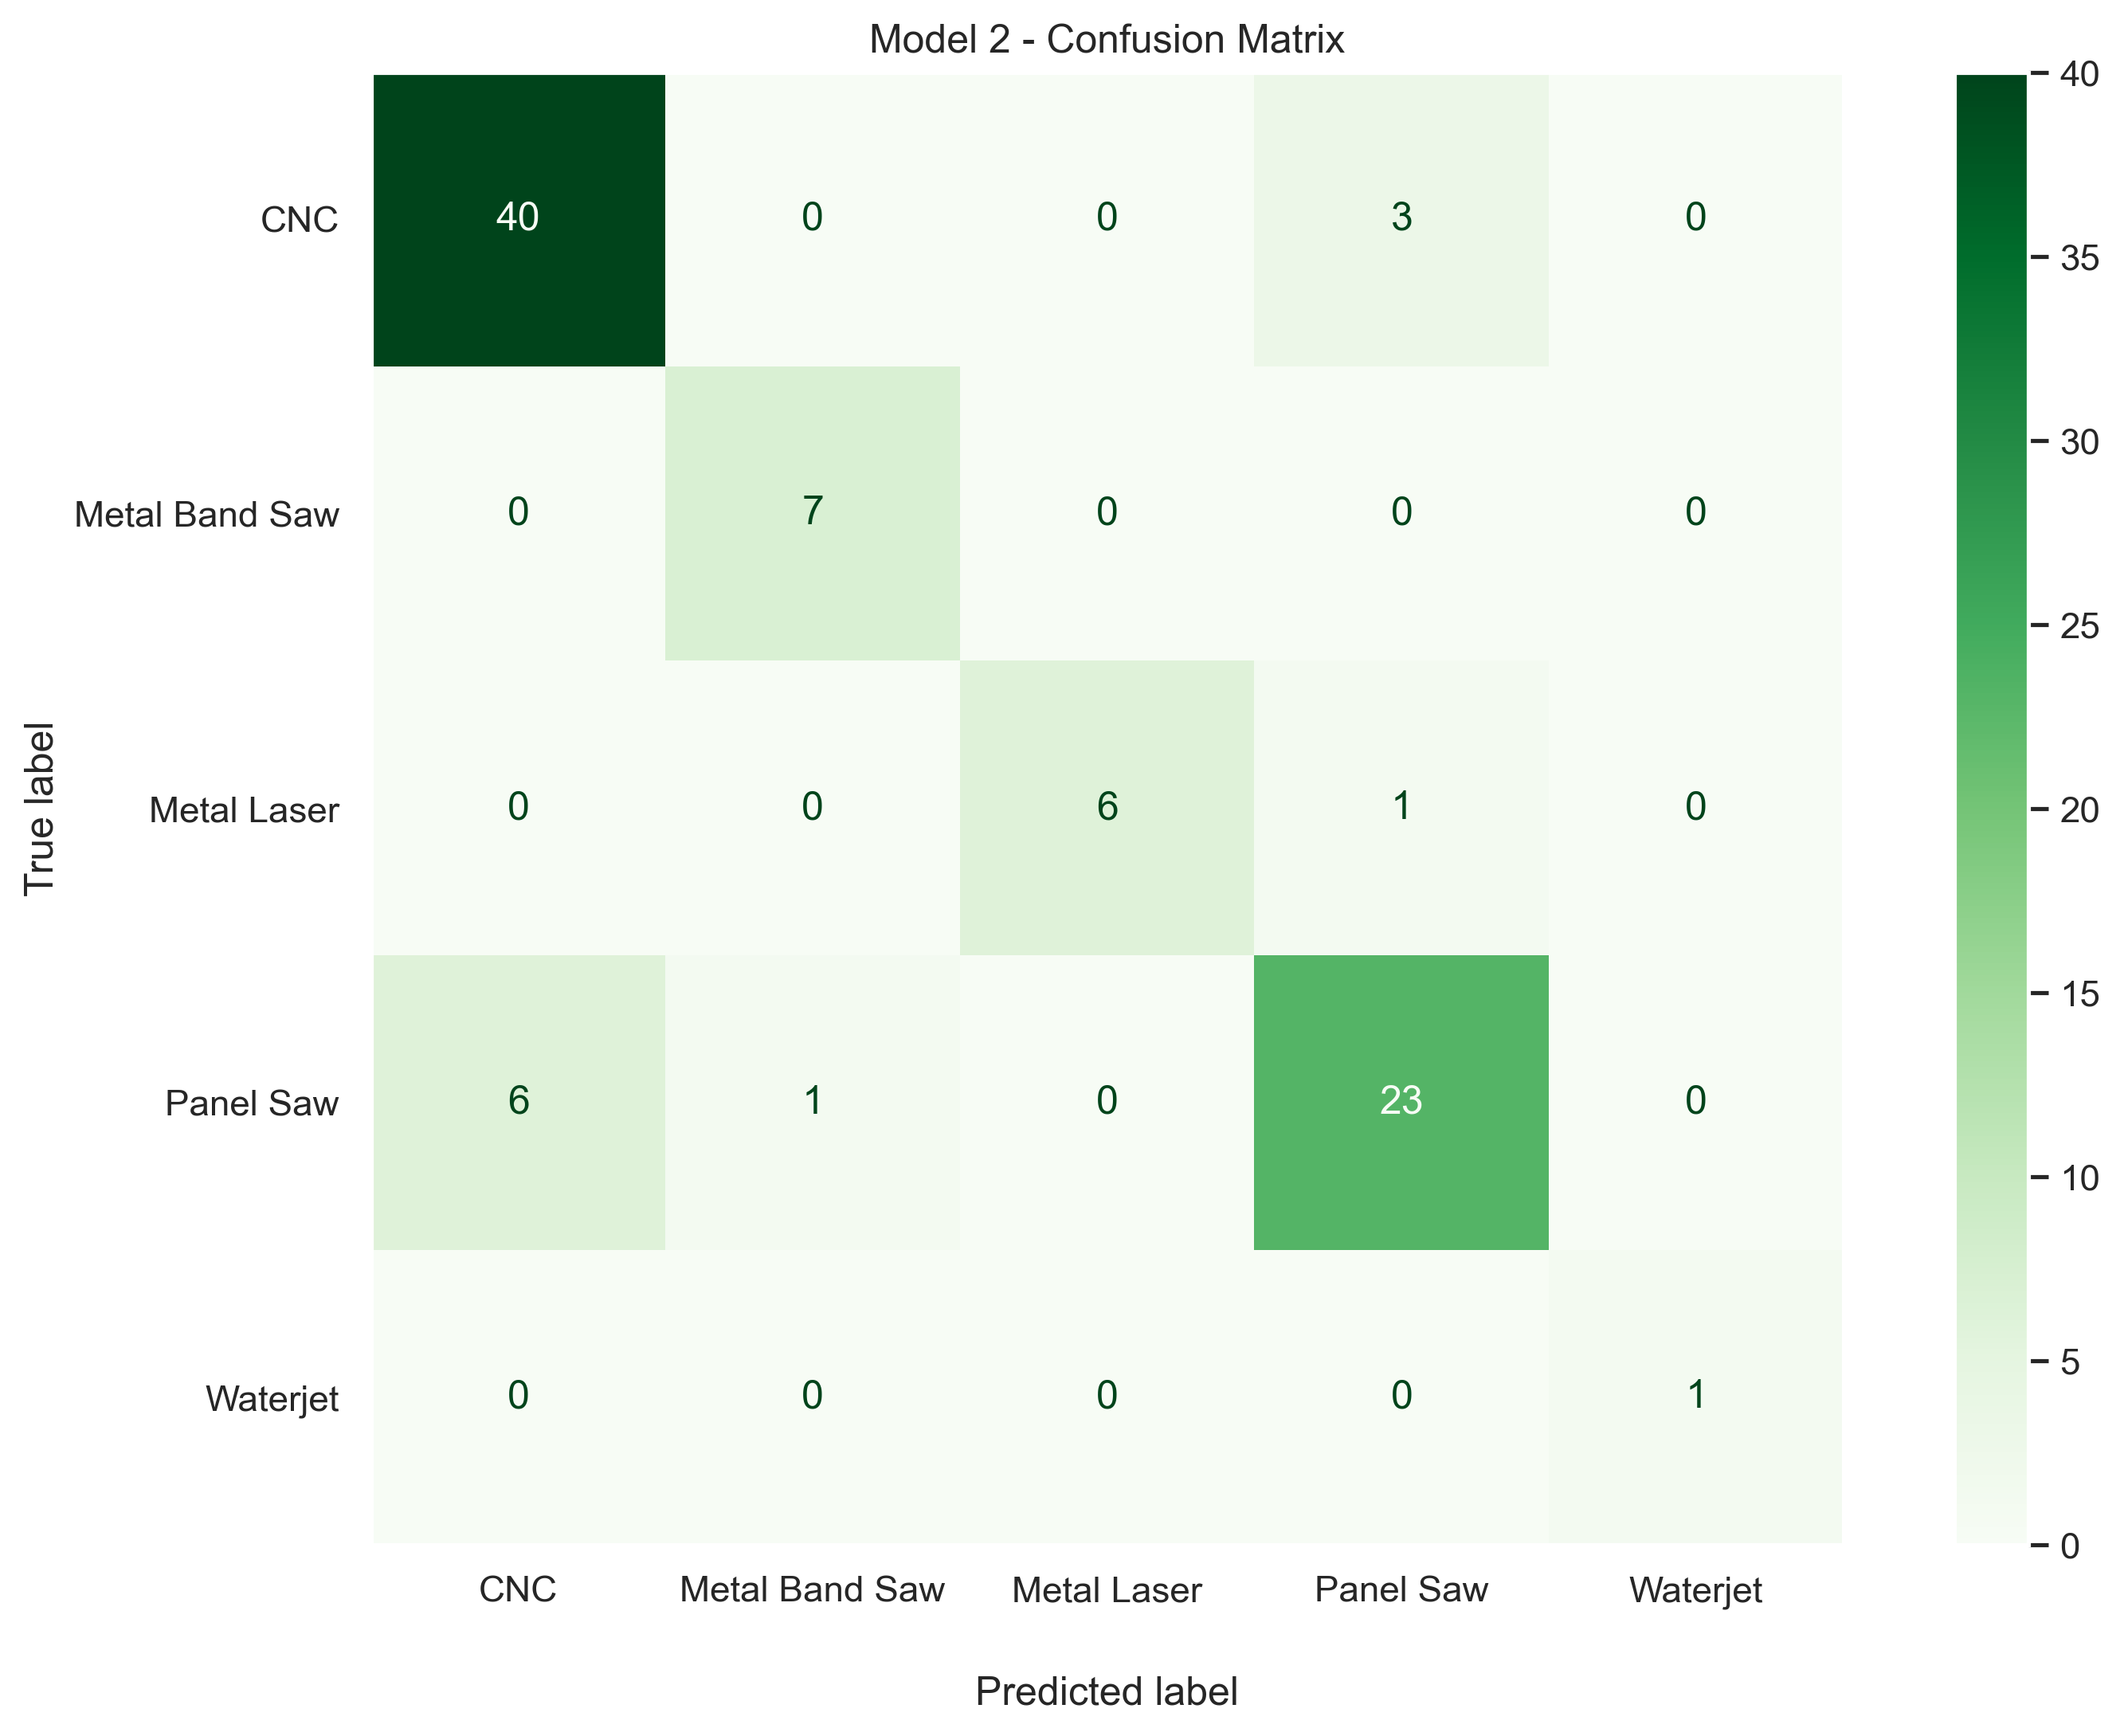 Model 2 - Confusion Matrix
True label
CNC 40 0 0 3 0
Metal Band Saw 0 7 0 0 0
Metal Laser 0 0 6 1 0
Panel Saw 6 1 0 23 0
Waterjet 0 0 0 0 1
CNC Metal Band Saw Metal Laser Panel Saw Waterjet
Predicted label
40
35
30
25
20
15
10
5
0